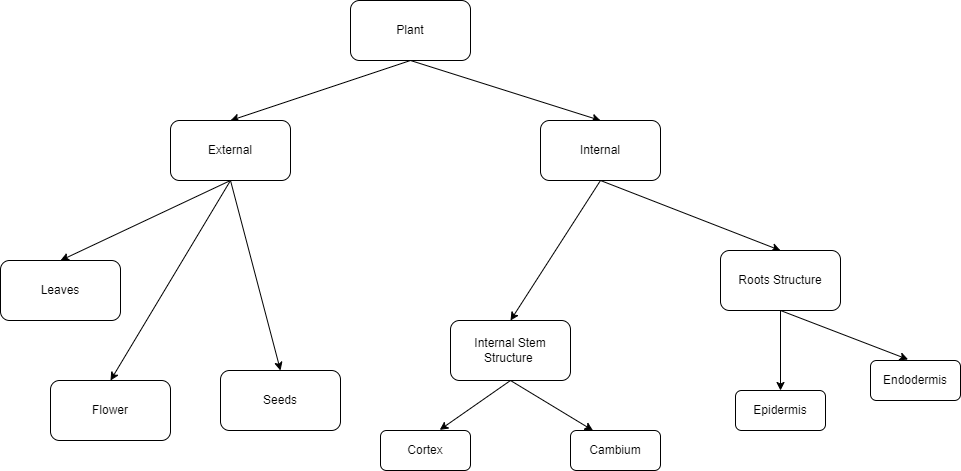 Plant
External
Internal
Leaves
Roots Structure
Internal Stem
Structure
Flower
Seeds
Endodermis
Epidermis
Cortex
Cambium